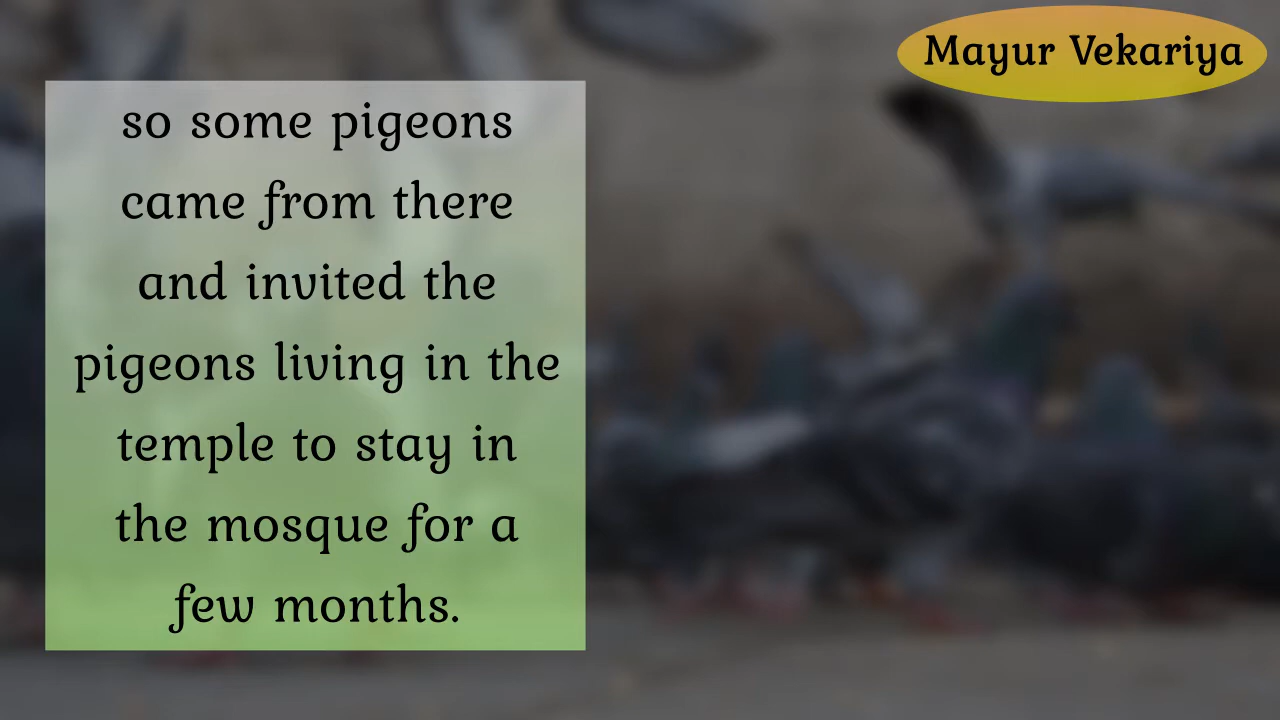 Mayur Vekariya
so some pigeons
came from there
and invited the
pigeons living in the
temple to stay in
the mosque for a
few months.